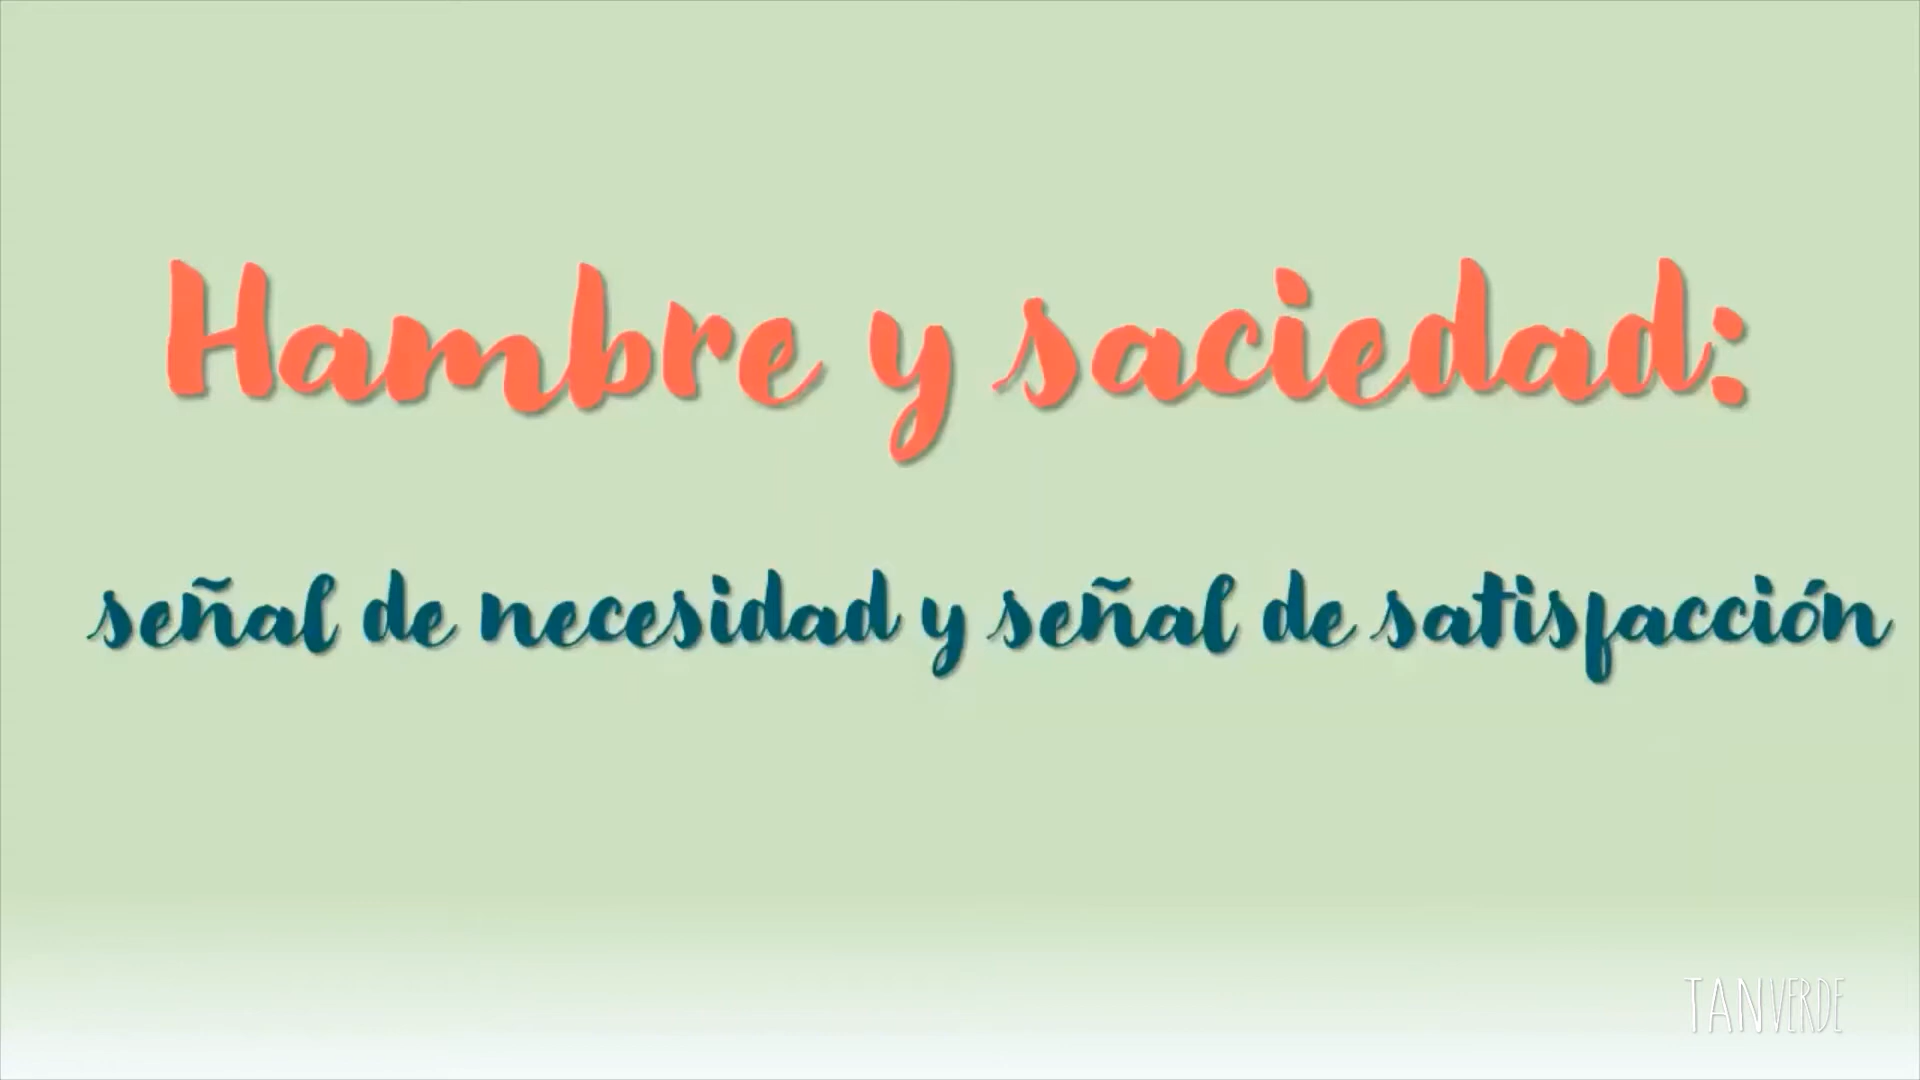 Hambre y saciedad:
señal de necesidad y señal de satisfacción
TANVERDE